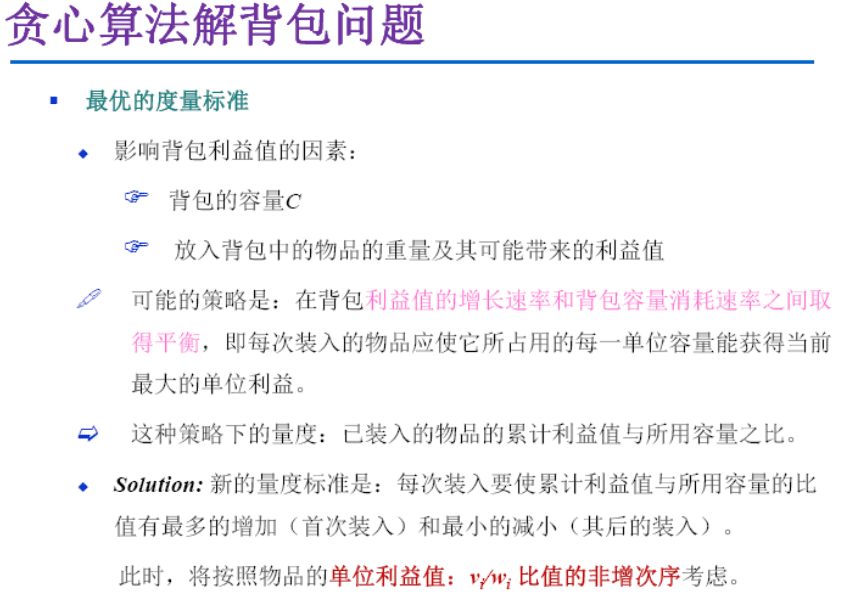 贪心算法解背包问题
最优的度量标准
影响背包利益值的因素：
背包的容量C
放入背包中的物品的重量及其可能带来的利益值
可能的策略是：在背包利益值的增长速率和背包容量消耗速率之间取
得平衡，即每次装入的物品应使它所占用的每一单位容量能获得当前
最大的单位利益。
这种策略下的量度：已装入的物品的累计利益值与所用容量之比。
Solution: 新的量度标准是：每次装入要使累计利益值与所用容量的比
值有最多的增加（首次装入）和最小的减小（其后的装入）。
此时，将按照物品的单位利益值：vi/wi 比值的非增次序考虑。